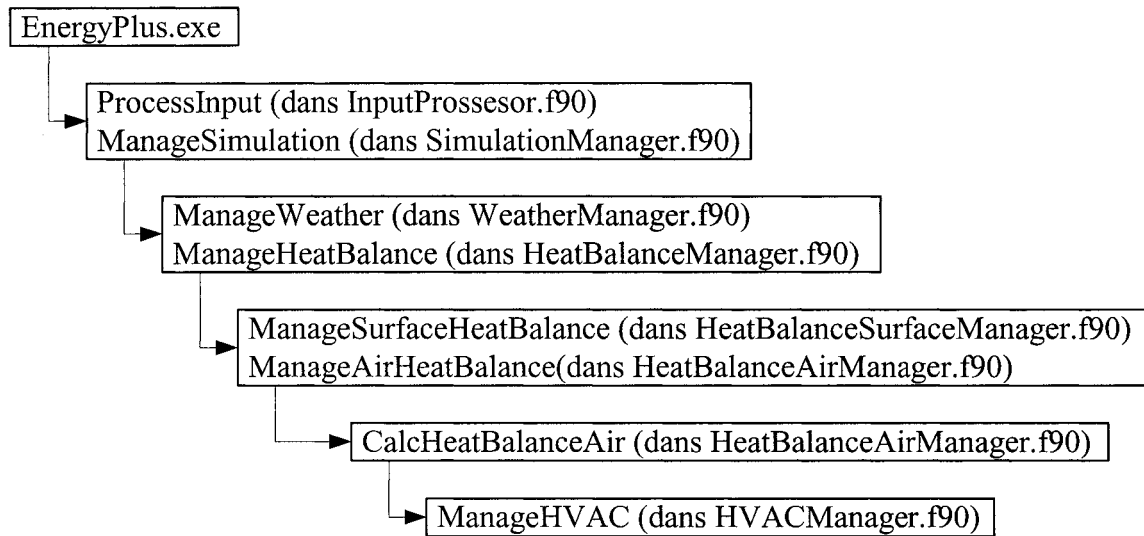 EnergyPlus.exe
ProcessInput (dans InputProssesor.f90)
ManageSimulation (dans SimulationManager.f90)
ManageWeather (dans WeatherManager.f90)
ManageHeatBalance (dans HeatBalanceManager.f90)
ManageSurfaceHeatBalance (dans HeatBalanceSurfaceManager.f90)
ManageAirHeatBalance(dans HeatBalanceAirManager.f90)
CalcHeatBalanceAir (dans HeatBalanceAirManager.f90)
ManageHVAC (dans HVACManager.f90)